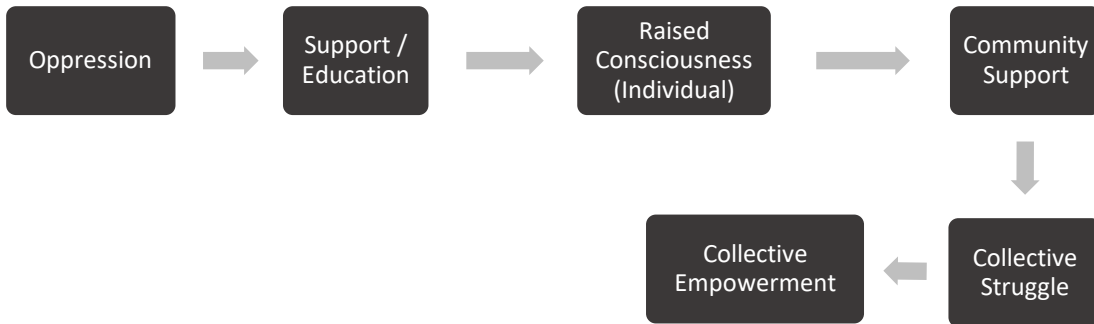 Oppression
Support /
Education
Raised
Consciousness
(Individual)
Community
Support
Collective
Struggle
Collective
Empowerment